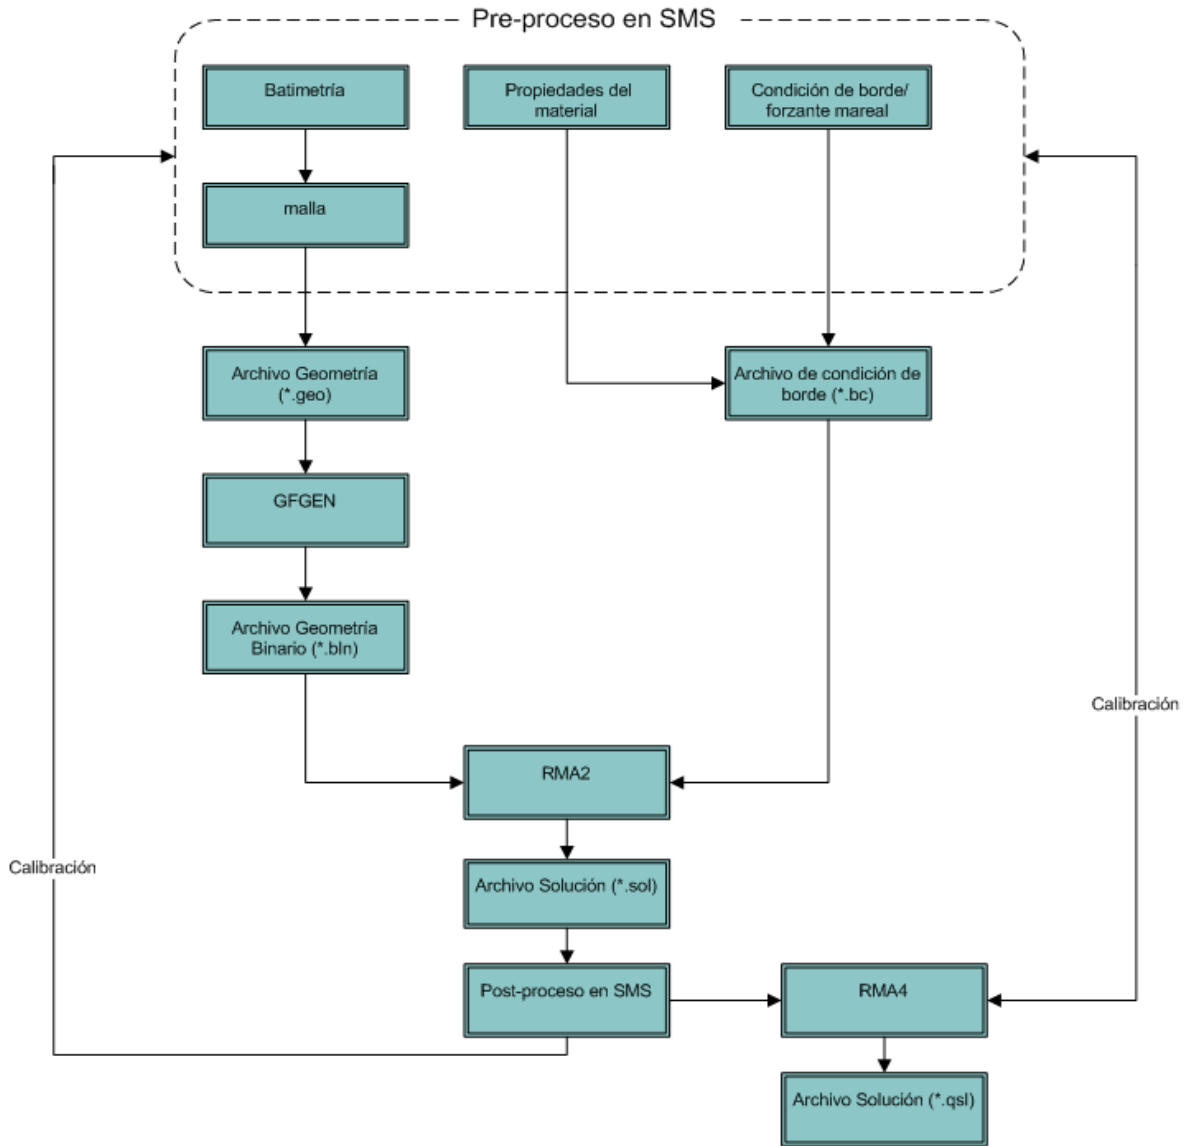 Pre-proceso en SMS
Batimetría
Propiedades del
material
Condición de borde/
forzante mareal
malla
Archivo Geometría
(*.geo)
Archivo de condición de
borde (*.bc)
GFGEN
Archivo Geometría
Binario (*.bln)
Calibración
RMA2
Calibración
Archivo Solución (*.sol)
Post-proceso en SMS
RMA4
Archivo Solución (*.qsl)